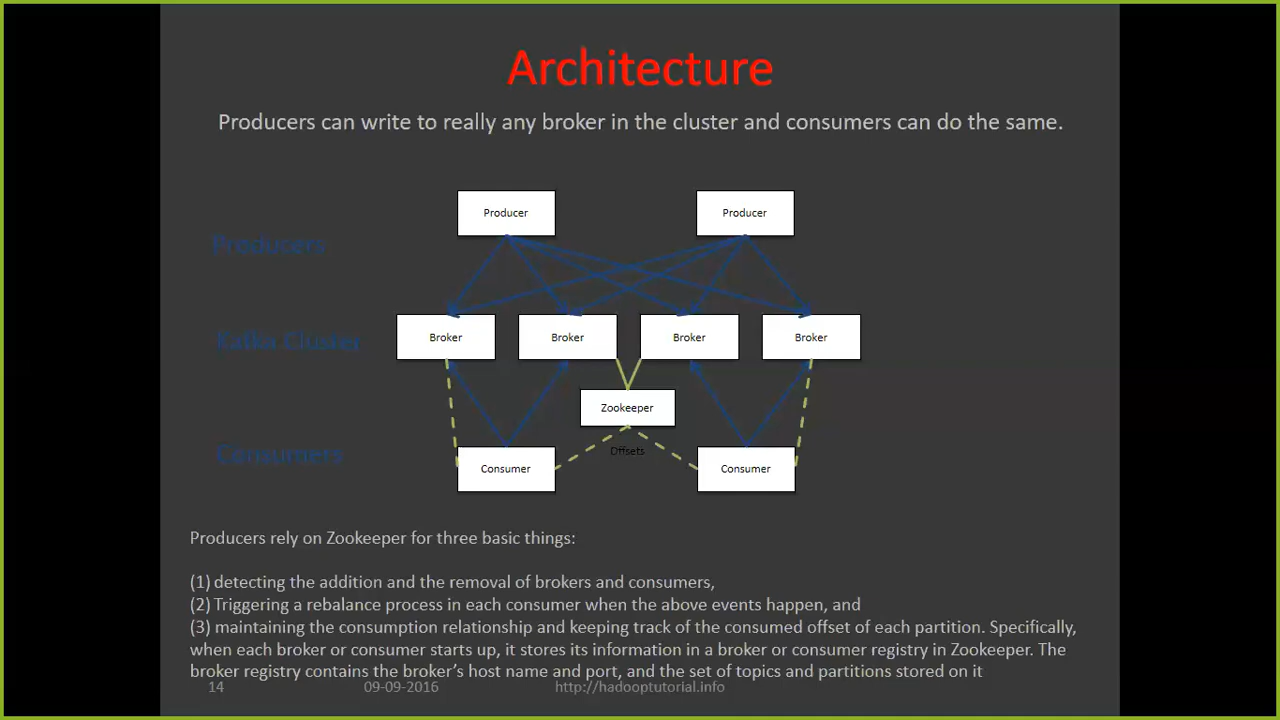 Architecture
Producers can write to really any broker in the cluster and consumers can do the same.
Producer
Producer
Producers
Broker
Broker
Broker
Broker
Kafka Cluster
Zookeeper
Offsets
Consumers
Consumer
Consumer
Producers rely on Zookeeper for three basic things:
(1) detecting the addition and the removal of brokers and consumers,
(2) Triggering a rebalance process in each consumer when the above events happen, and
(3) maintaining the consumption relationship and keeping track of the consumed offset of each partition. Specifically,
when each broker or consumer starts up, it stores its information in a broker or consumer registry in Zookeeper. The
broker registry contains the broker’s host name and port, and the set of topics and partitions stored on it
14
09-09-2016
http://hadooptutorial.info